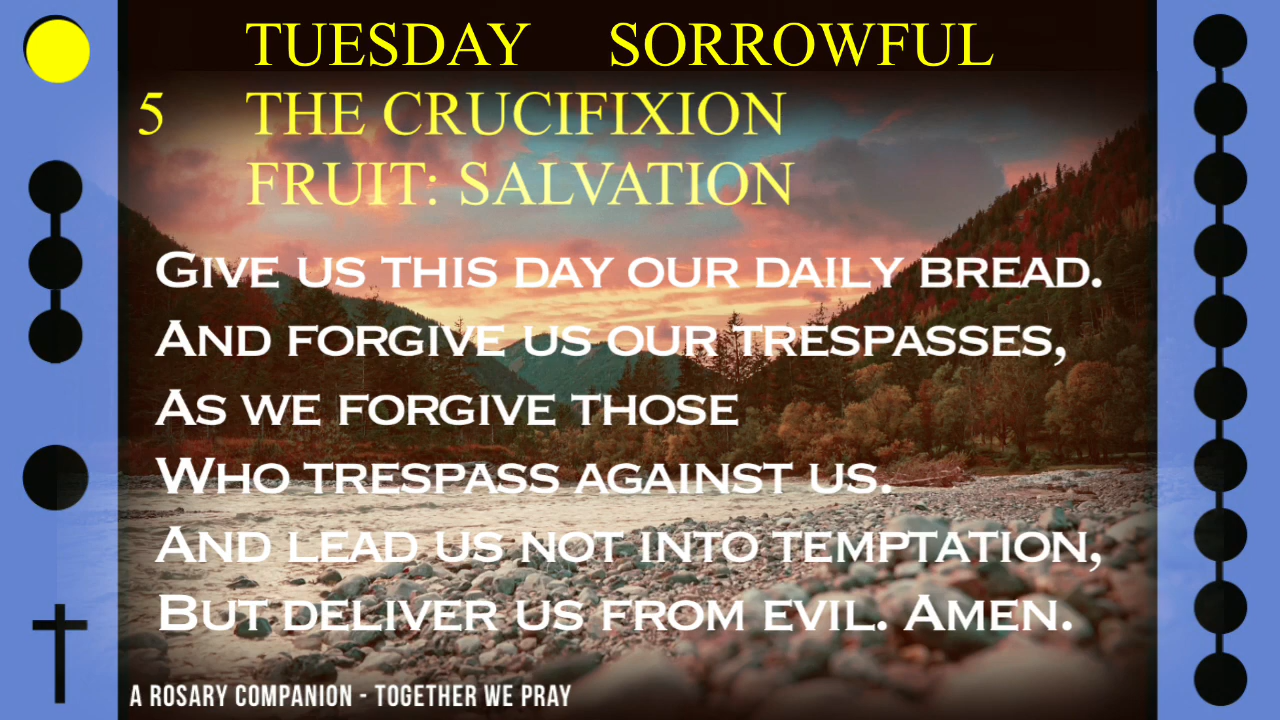 TUESDAY SORROWFUL
5 THE CRUCIFIXION
FRUIT: SALVATION
GIVE US THIS DAY OUR DAILY BREAD.
AND FORGIVE US OUR TRESPASSES,
AS WE FORGIVE THOSE
WHO TRESPASS AGAINST US.
AND LEAD US NOT INTO TEMPTATION,
BUT DELIVER US FROM EVIL. AMEN.
A ROSARY COMPANION - TOGETHER WE PRAY